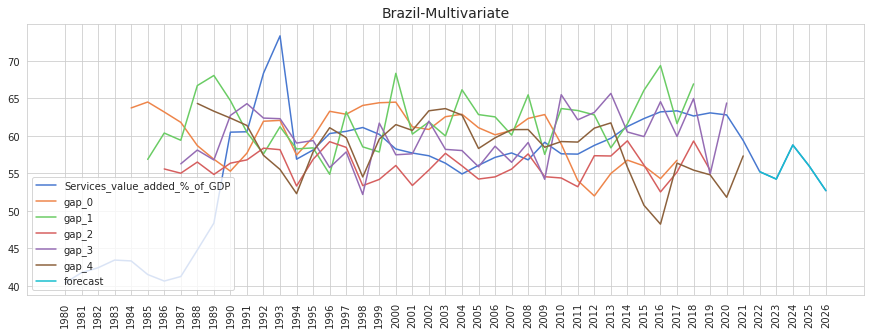 Brazil-Multivariate
70
65
60
55
50
45
40
Services_value_added_%_of_GDP
gap_0
gap_1
gap_2
gap_3
gap_4
forecast
1980 1981 1982 1983 1984 1985 1986 1987 1988 1989 1990 1991 1992 1993 1994 1995 1996 1997 1998 1999 2000 2001 2002 2003 2004 2005 2006 2007 2008 2009 2010 2011 2012 2013 2014 2015 2016 2017 2018 2019 2020 2021 2022 2023 2024 2025 2026